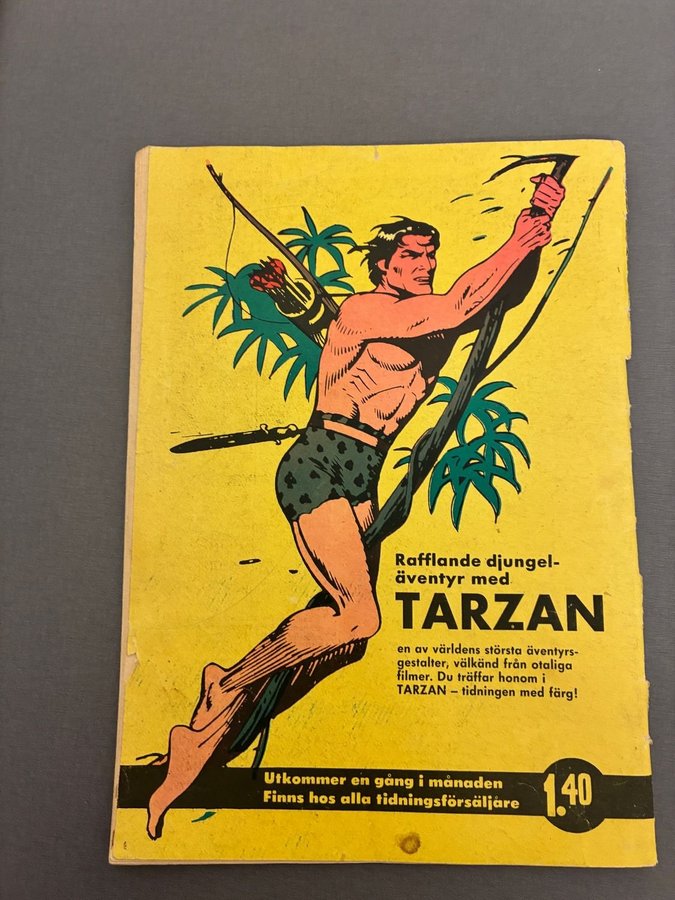 Rafflande djungel-
äventyr med
TARZAN
en av världens största äventyrs-
gestalter, välkänd från otaliga
filmer. Du träffar honom i
TARZAN – tidningen med färg!
Utkommer en gång i månaden
Finns hos alla tidningsförsäljare
1.40